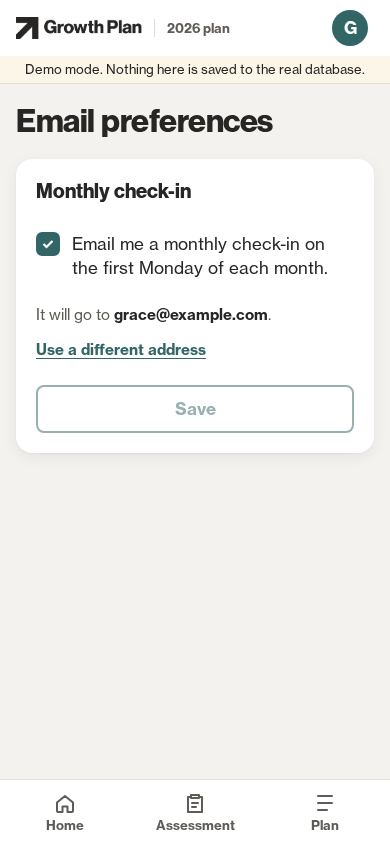 Growth Plan
2026 plan
G
Demo mode. Nothing here is saved to the real database.
Email preferences
Monthly check-in
Email me a monthly check-in on
the first Monday of each month.
It will go to grace@example.com.
Use a different address
Save
Home
Assessment
Plan